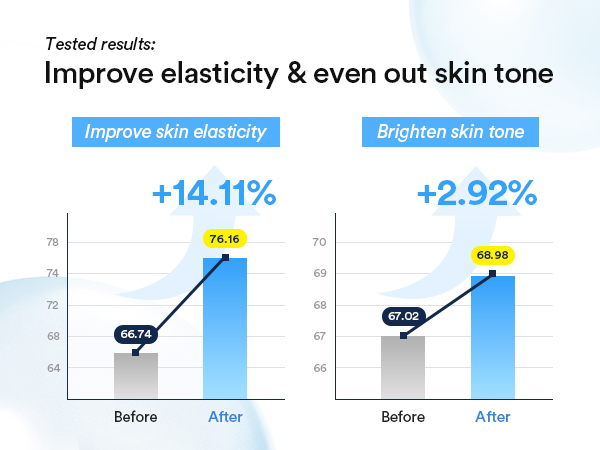 Tested results:
Improve elasticity & even out skin tone
Improve skin elasticity
+14.11%
78
74
72
68
64
66.74
76.16
Before
After
Brighten skin tone
+2.92%
70
69
68
67
66
67.02
68.98
Before
After